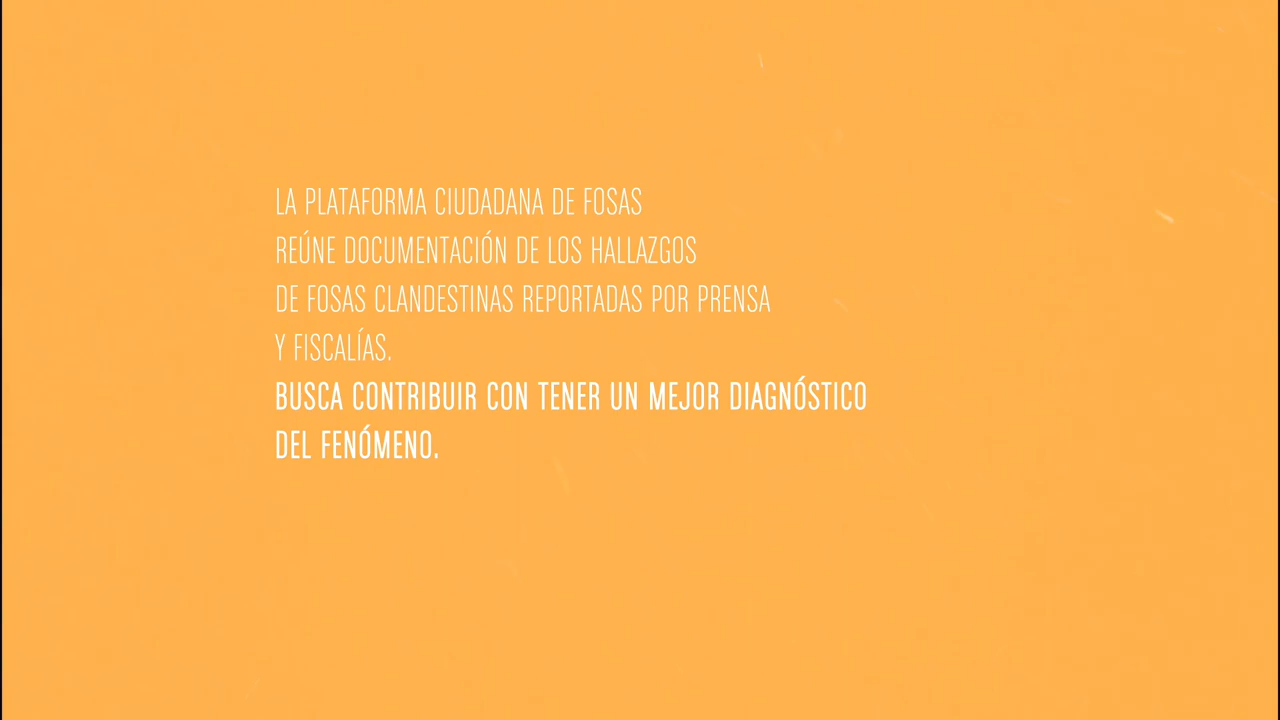 LA PLATAFORMA CIUDADANA DE FOSAS
REÚNE DOCUMENTACIÓN DE LOS HALLAZGOS
DE FOSAS CLANDESTINAS REPORTADAS POR PRENSA
Y FISCALÍAS.
BUSCA CONTRIBUIR CON TENER UN MEJOR DIAGNÓSTICO
DEL FENÓMENO.